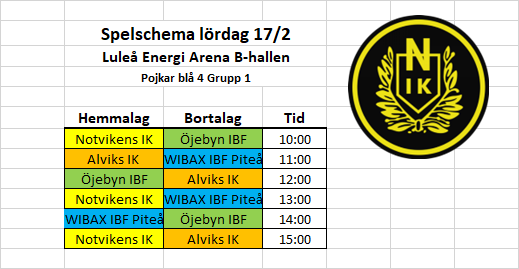 Spelschema lördag 17/2
Luleå Energi Arena B-hallen
Pojkar blå 4 Grupp 1
N
IK
Hemmalag Bortalag Tid
Notvikens IK Öjebyn IBF 10:00
Alviks IK WIBAX IBF Piteå 11:00
Öjebyn IBF Alviks IK 12:00
Notvikens IK WIBAX IBF Piteå 13:00
WIBAX IBF Piteå Öjebyn IBF 14:00
Notvikens IK Alviks IK 15:00